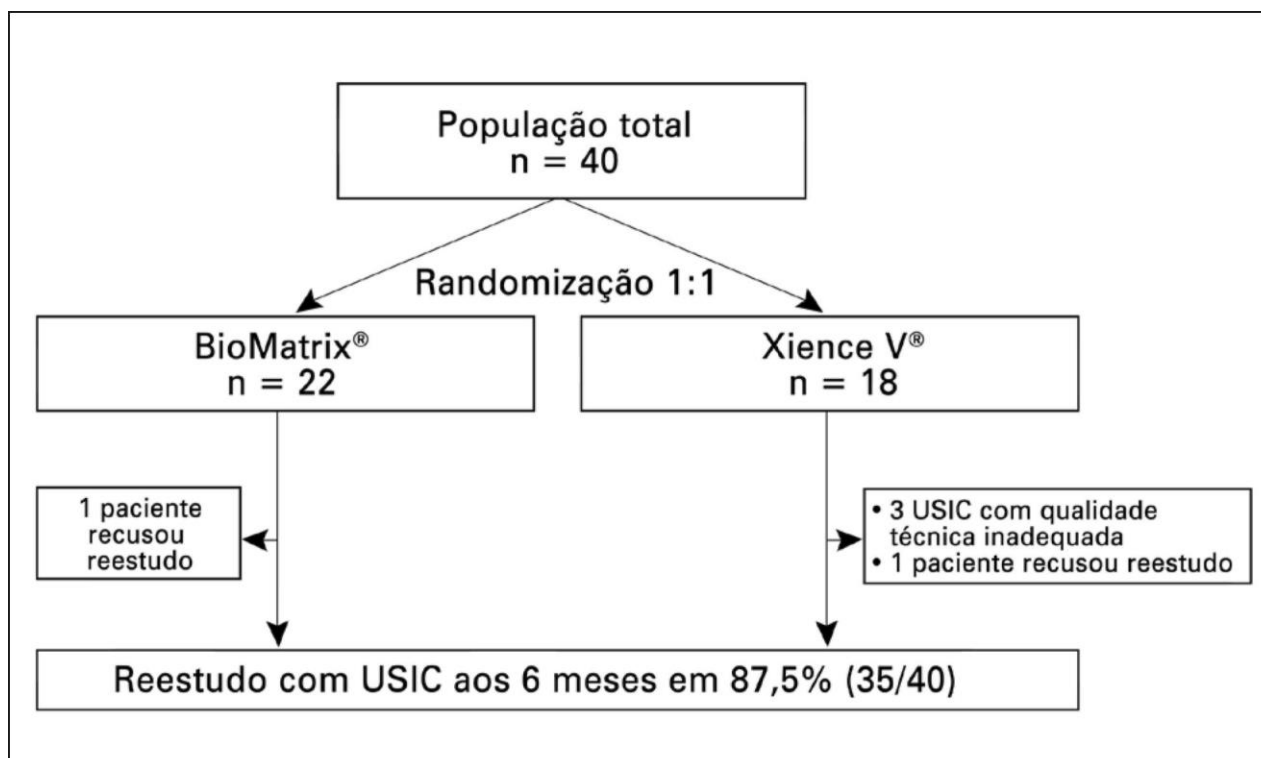 População total
n = 40
Randomização 1:1
BioMatrix®
n = 22
Xience V®
n = 18
1 paciente
recusou
reestudo
• 3 USIC com qualidade
técnica inadequada
• 1 paciente recusou reestudo
Reestudo com USIC aos 6 meses em 87,5% (35/40)